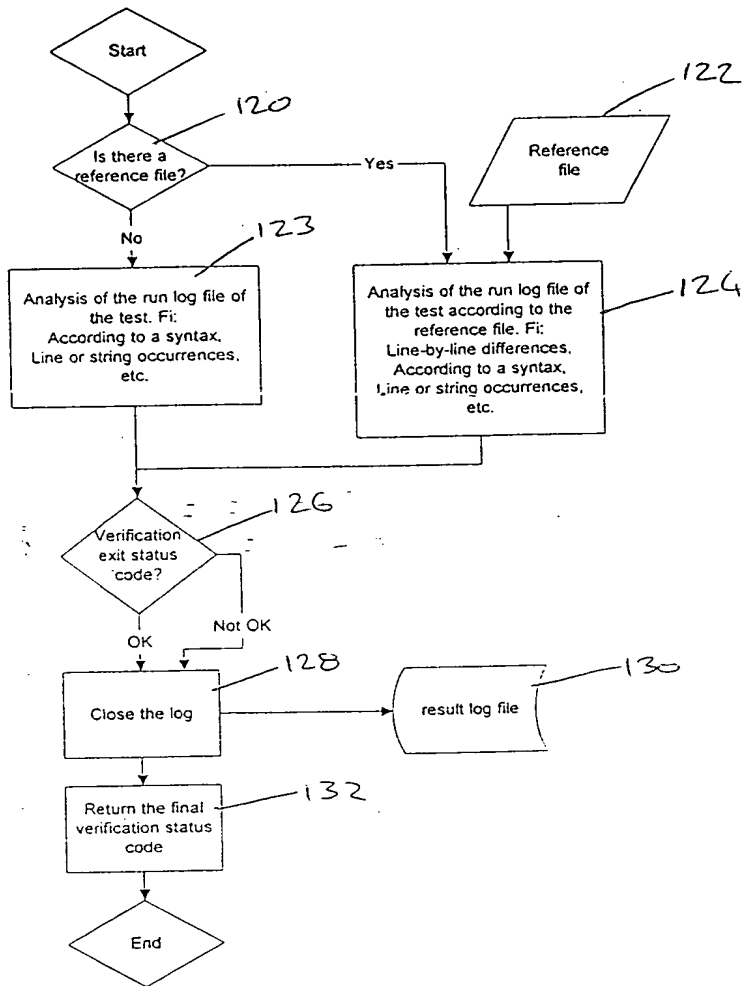 Start
120
Is there a
reference file?
Yes
No
122
Reference
file
123
Analysis of the run log file of
the test. Fi:
According to a syntax,
Line or string occurrences,
etc.
124
Analysis of the run log file of
the test according to the
reference file. Fi:
Line-by-line differences,
According to a syntax,
Line or string occurrences,
etc.
126
Verification
exit status
code?
Not OK
OK
128
Close the log
130
result log file
132
Return the final
verification status
code
End